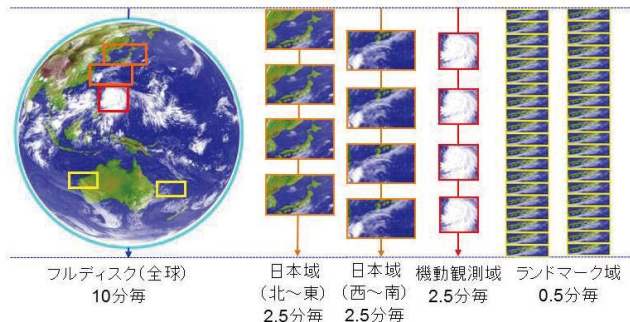 フルディスク(全球)
10分毎
日本域
(北～東)
2.5分毎
日本域
(西～南)
2.5分毎
機動観測域
2.5分毎
ランドマーク域
0.5分毎